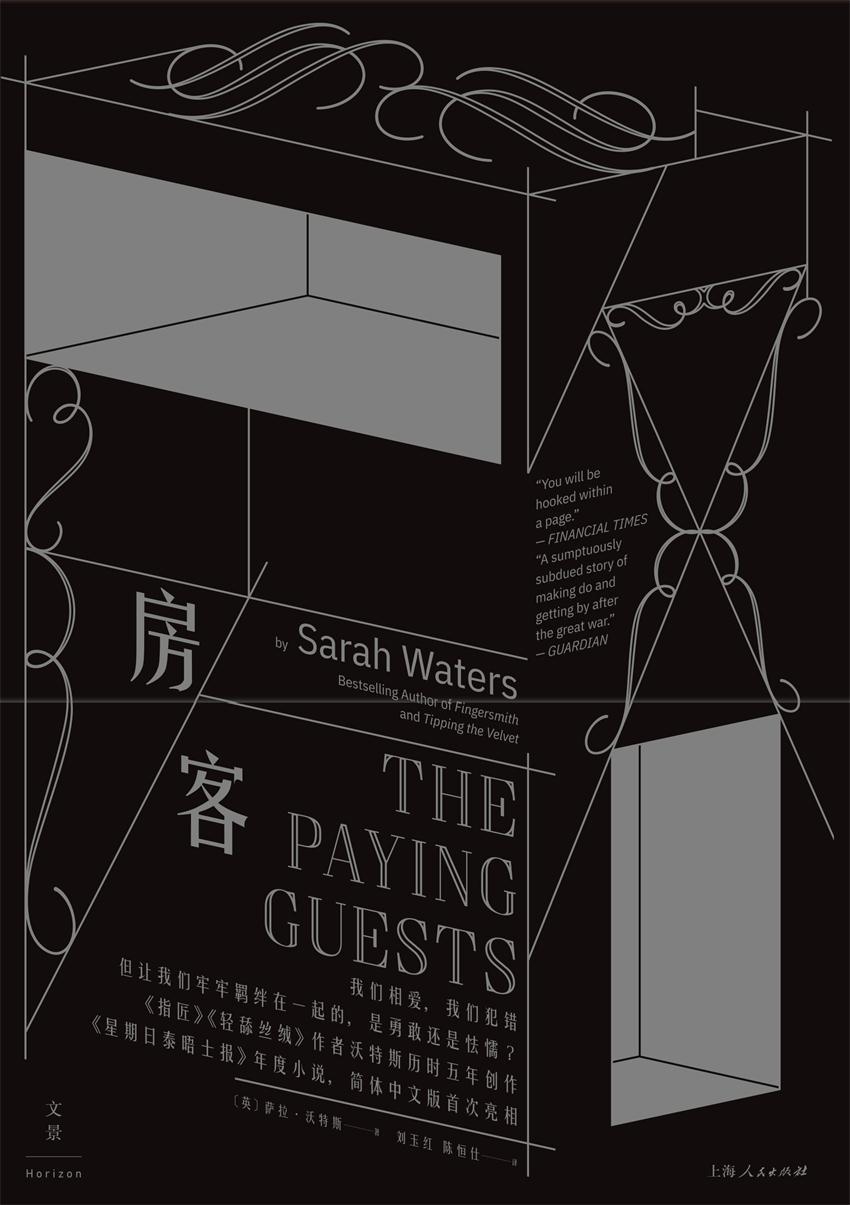 “You will be
hooked within
a page.”
— FINANCIAL TIMES
“A sumptuously
subdued story of
making do and
getting by after
the great war.”
— GUARDIAN
房
客
by Sarah Waters
Bestselling Author of Fingersmith
and Tipping the Velvet
THE
PAYING
GUESTS
我们相爱，我们犯错
但让我们牢牢羁绊在一起的，是勇敢还是怯懦？
《指匠》《轻舔丝绒》作者沃特斯历时五年创作
《星期日泰晤士报》年度小说，简体中文版首次亮相
〔英〕萨拉·沃特斯——著 刘玉红 陈恒仕——译
文
景
Horizon
上海人民出版社